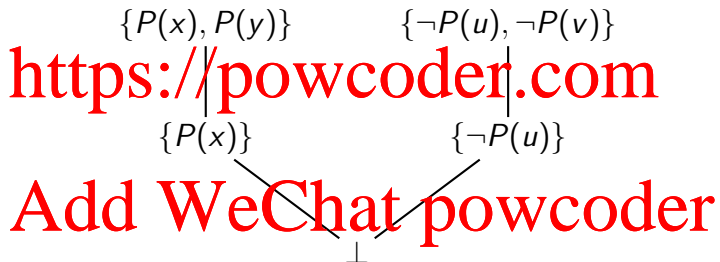 {P(x), P(y)} {¬P(u), ¬P(v)}
https://powcoder.com
{P(x)} {¬P(u)}
Add WeChat powcoder
⊥